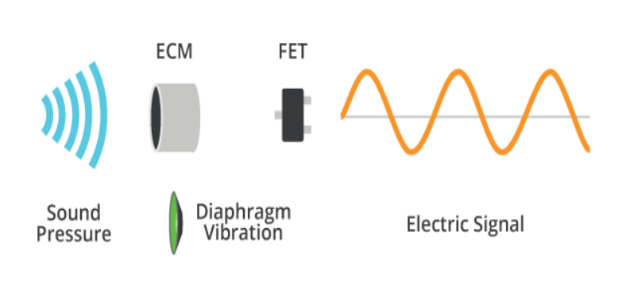 ECM
FET
Sound
Pressure
Diaphragm
Vibration
Electric Signal